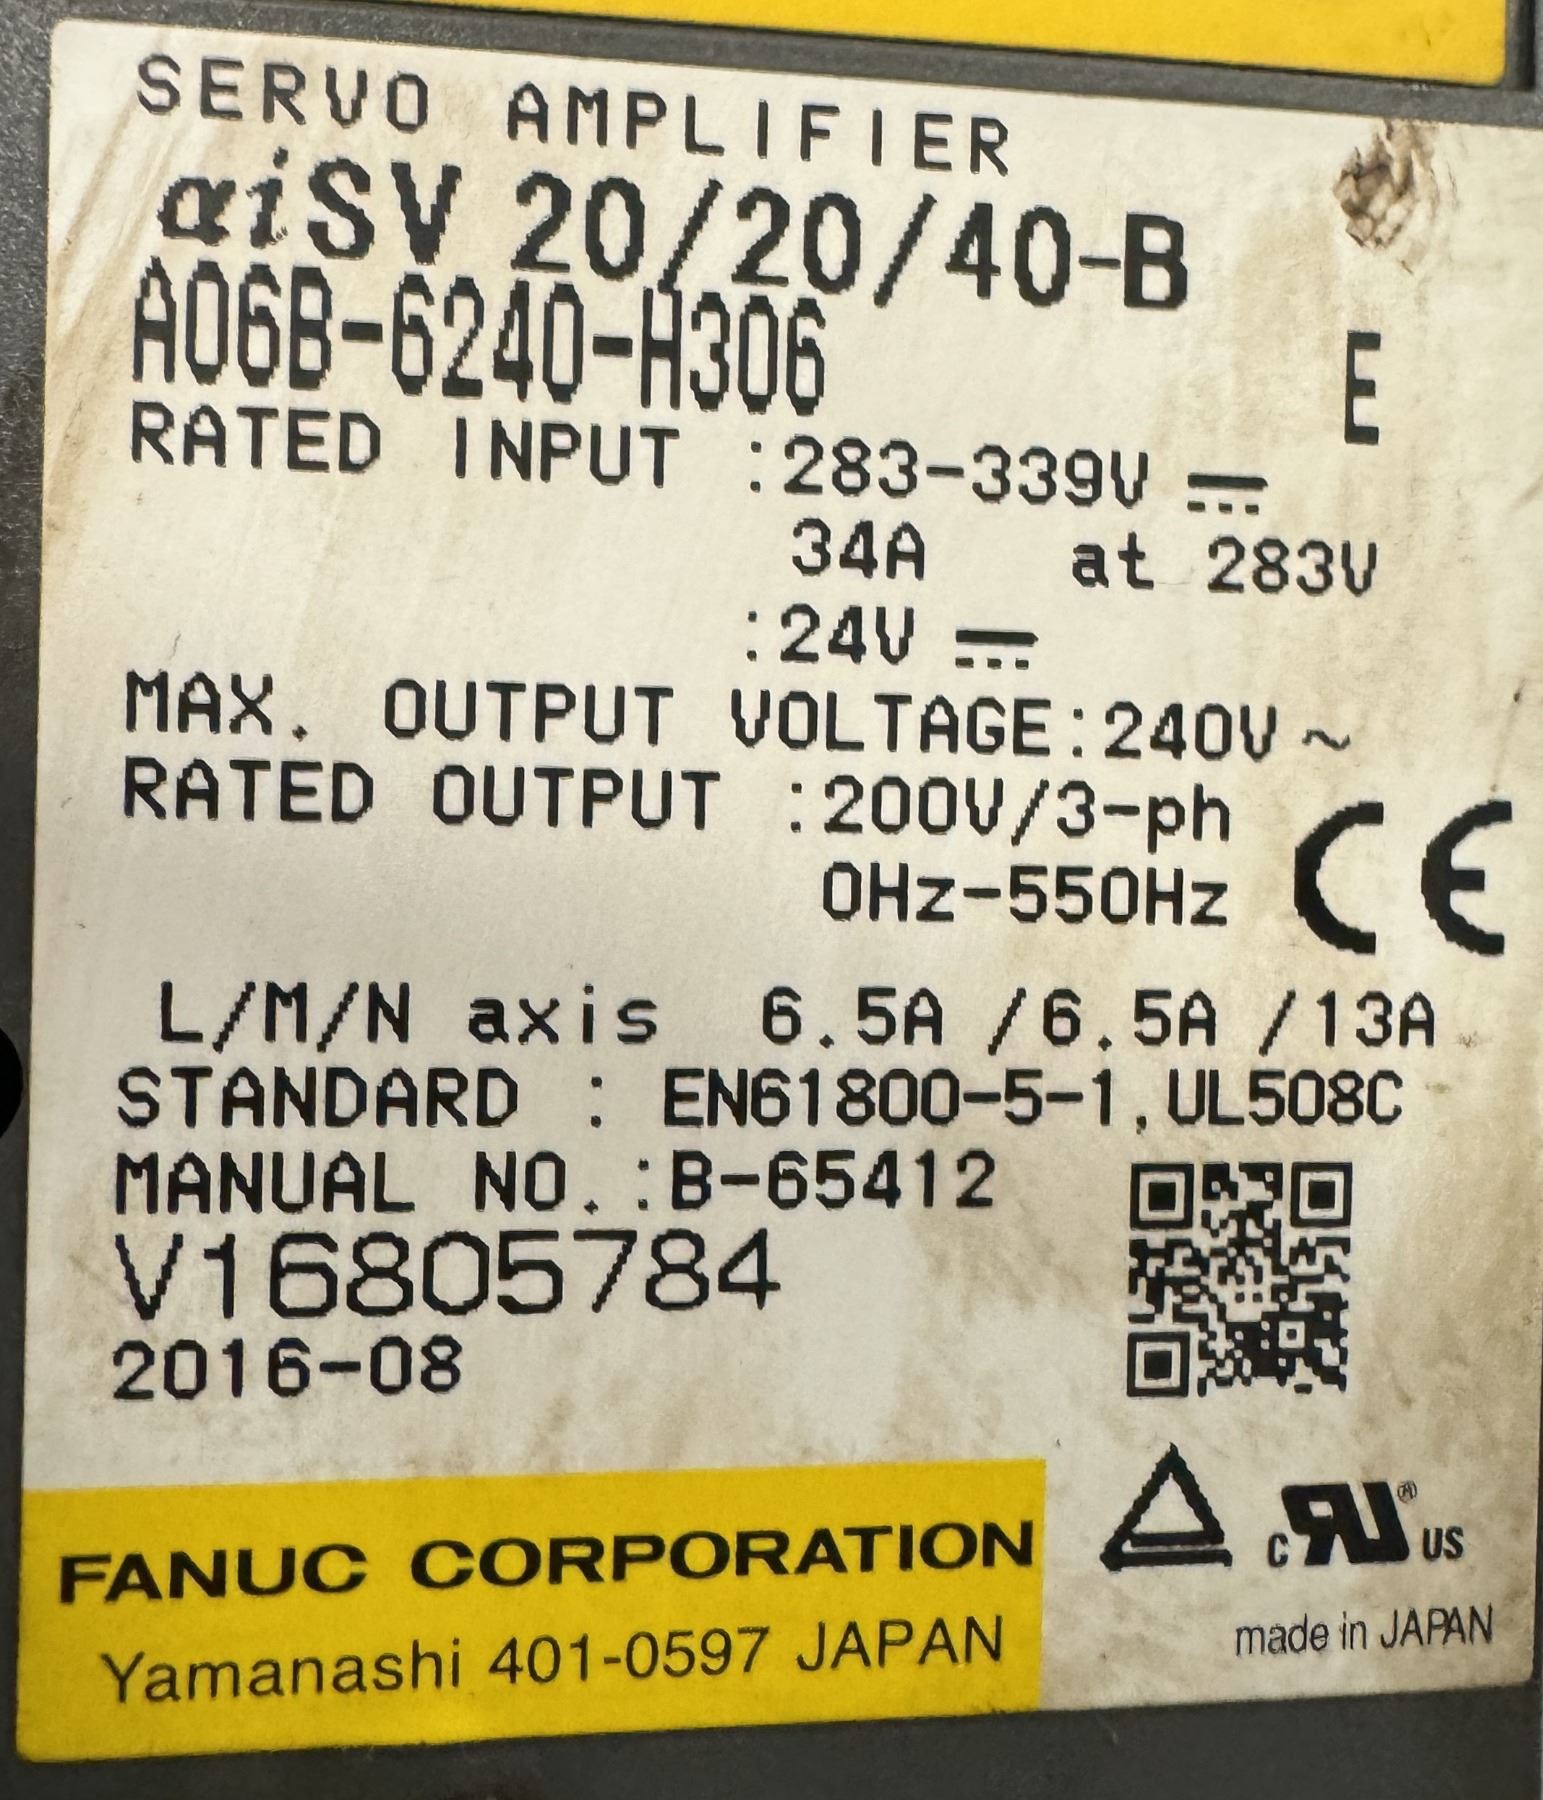 SERVO AMPLIFIER
αiSV 20/20/40-B
A06B-6240-H306
E
RATED INPUT :283-339V ⎓
34A at 283V
:24V ⎓
MAX. OUTPUT VOLTAGE:240V~
RATED OUTPUT :200V/3-ph
0Hz-550Hz
CE
L/M/N axis 6.5A /6.5A /13A
STANDARD : EN61800-5-1,UL508C
MANUAL NO.:B-65412
V16805784
2016-08
FANUC CORPORATION
Yamanashi 401-0597 JAPAN
c RU ® US
made in JAPAN